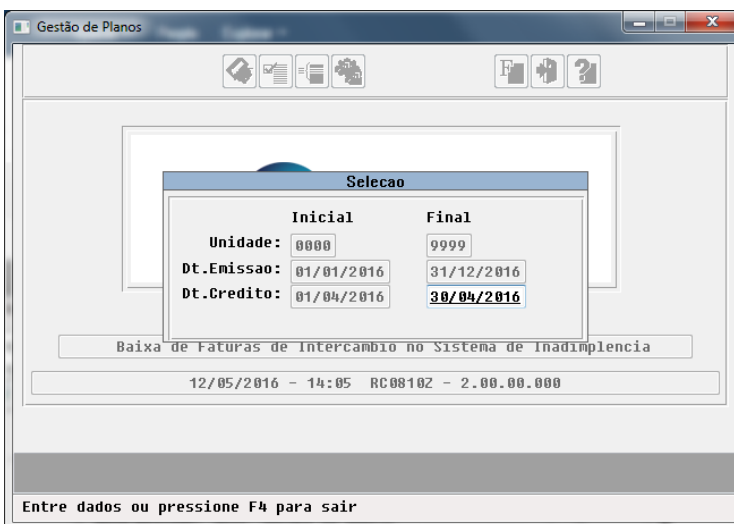 Gestão de Planos
Selecao
Inicial Final
Unidade: 0000 9999
Dt.Emissao: 01/01/2016 31/12/2016
Dt.Credito: 01/04/2016 30/04/2016
Baixa de Faturas de Intercambio no Sistema de Inadimplencia
12/05/2016 - 14:05 RC0810Z - 2.00.00.000
Entre dados ou pressione F4 para sair